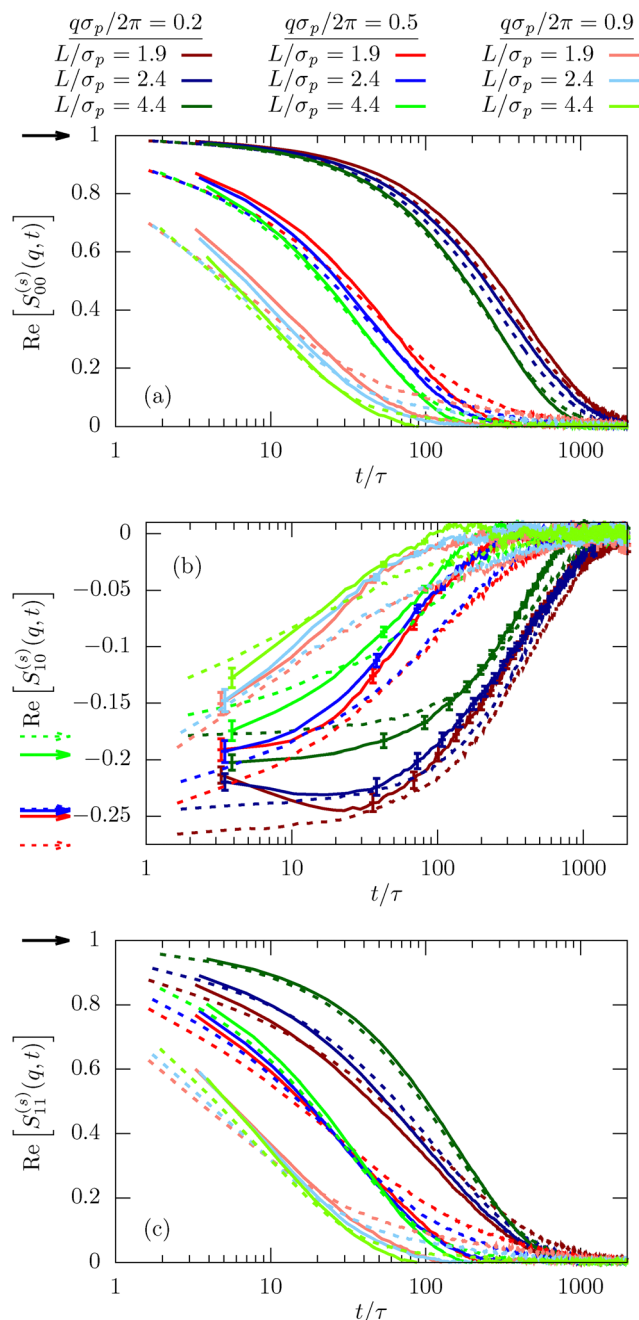 qσₚ/2π = 0.2 qσₚ/2π = 0.5 qσₚ/2π = 0.9
L/σₚ = 1.9 L/σₚ = 1.9 L/σₚ = 1.9
L/σₚ = 2.4 L/σₚ = 2.4 L/σₚ = 2.4
L/σₚ = 4.4 L/σₚ = 4.4 L/σₚ = 4.4
Re [S₀₀⁽ˢ⁾(q, t)]
1
0.8
0.6
0.4
0.2
0
(a)
1 10 100 1000
t/τ
Re [S₁₀⁽ˢ⁾(q, t)]
0
−0.05
−0.1
−0.15
−0.2
−0.25
(b)
1 10 100 1000
t/τ
Re [S₁₁⁽ˢ⁾(q, t)]
1
0.8
0.6
0.4
0.2
0
(c)
1 10 100 1000
t/τ